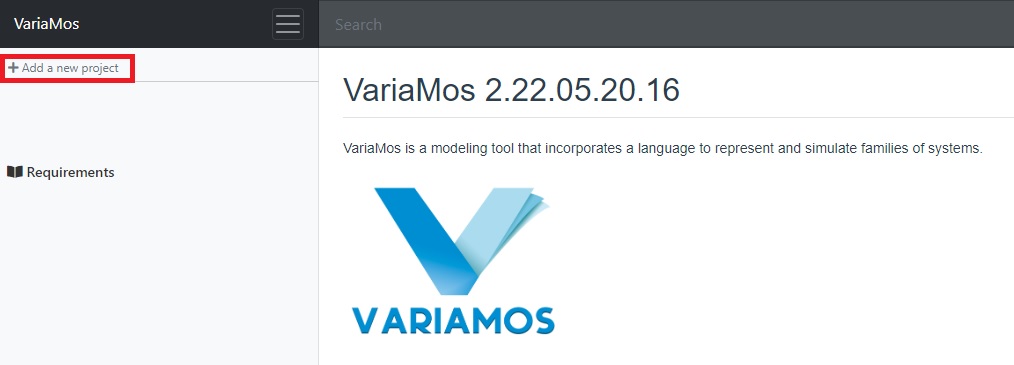 VariaMos
Search
Add a new project
VariaMos 2.22.05.20.16
VariaMos is a modeling tool that incorporates a language to represent and simulate families of systems.
Requirements
VARIAMOS